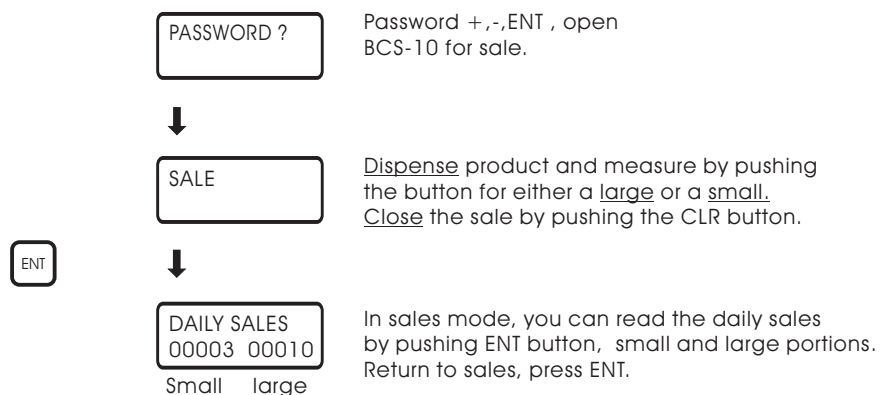 PASSWORD ?
Password +,-,ENT , open
BCS-10 for sale.
SALE
Dispense product and measure by pushing
the button for either a large or a small.
Close the sale by pushing the CLR button.
ENT
DAILY SALES
00003 00010
Small large
In sales mode, you can read the daily sales
by pushing ENT button, small and large portions.
Return to sales, press ENT.